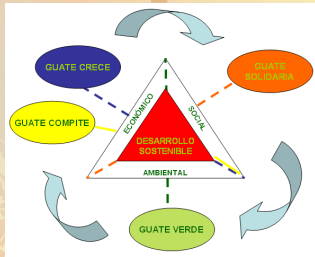 GUATE CRECE
GUATE
SOLIDARIA
GUATE COMPITE
ECONÓMICO
SOCIAL
DESARROLLO
SOSTENIBLE
AMBIENTAL
GUATE VERDE